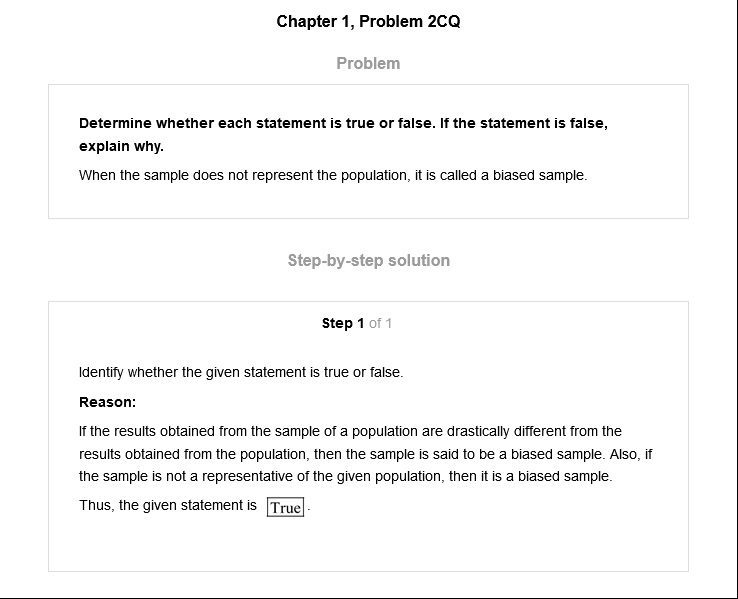 Chapter 1, Problem 2CQ
Problem
Determine whether each statement is true or false. If the statement is false,
explain why.
When the sample does not represent the population, it is called a biased sample.
Step-by-step solution
Step 1 of 1
Identify whether the given statement is true or false.
Reason:
If the results obtained from the sample of a population are drastically different from the
results obtained from the population, then the sample is said to be a biased sample. Also, if
the sample is not a representative of the given population, then it is a biased sample.
Thus, the given statement is True.